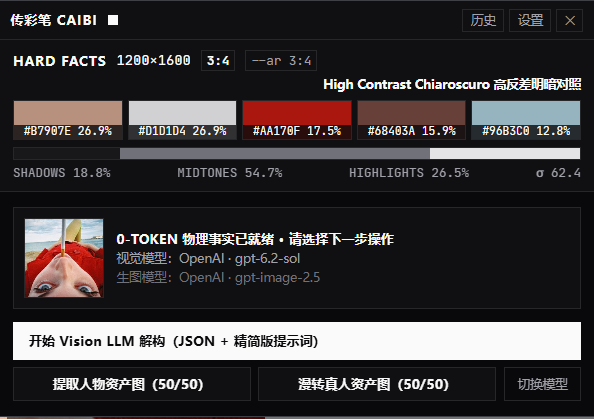 传彩笔 CAIBI
历史 设置 ×
HARD FACTS 1200×1600 3:4 --ar 3:4
High Contrast Chiaroscuro 高反差明暗对照
#B7907E 26.9% #D1D1D4 26.9% #AA170F 17.5% #68403A 15.9% #96B3C0 12.8%
SHADOWS 18.8% MIDTONES 54.7% HIGHLIGHTS 26.5% σ 62.4
0-TOKEN 物理事实已就绪 · 请选择下一步操作
视觉模型：OpenAI · gpt-6.2-sol
生图模型：OpenAI · gpt-image-2.5
开始 Vision LLM 解构（JSON + 精简版提示词）
提取人物资产图（50/50） 漫转真人资产图（50/50） 切换模型